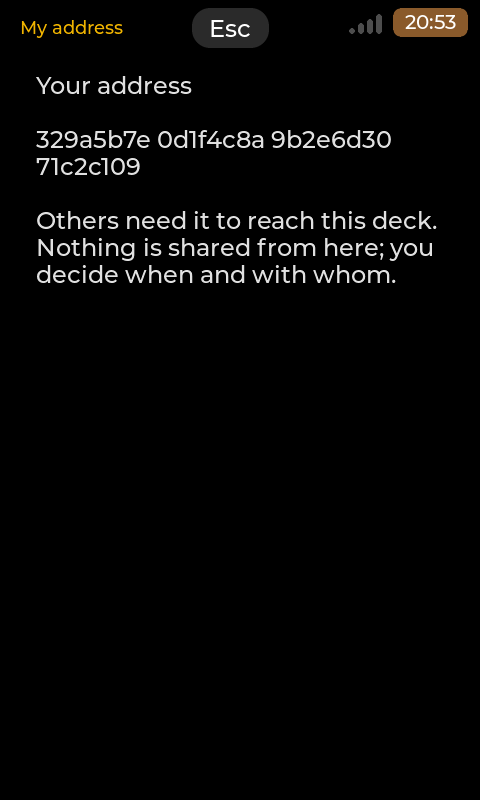 My address
Esc
20:53
Your address
329a5b7e 0d1f4c8a 9b2e6d30
71c2c109
Others need it to reach this deck.
Nothing is shared from here; you
decide when and with whom.